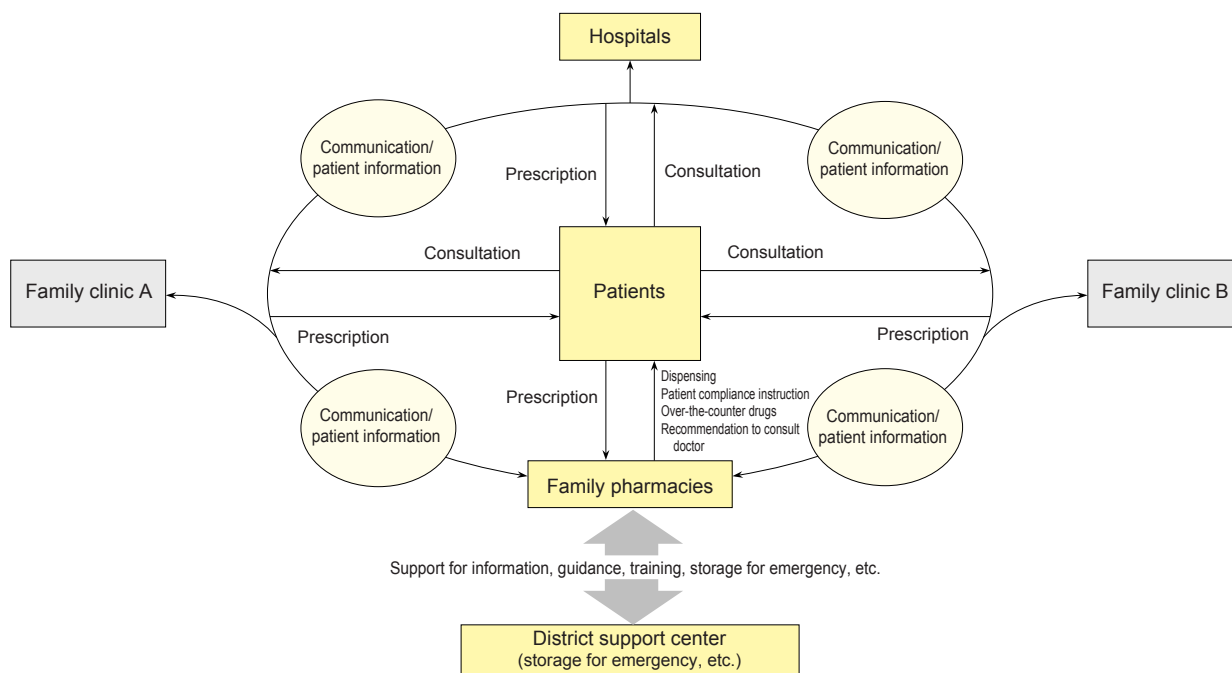 Hospitals
Communication/
patient information
Communication/
patient information
Prescription
Consultation
Consultation
Consultation
Family clinic A
Patients
Family clinic B
Prescription
Prescription
Dispensing
Patient compliance instruction
Over-the-counter drugs
Recommendation to consult
doctor
Prescription
Communication/
patient information
Communication/
patient information
Family pharmacies
Support for information, guidance, training, storage for emergency, etc.
District support center
(storage for emergency, etc.)